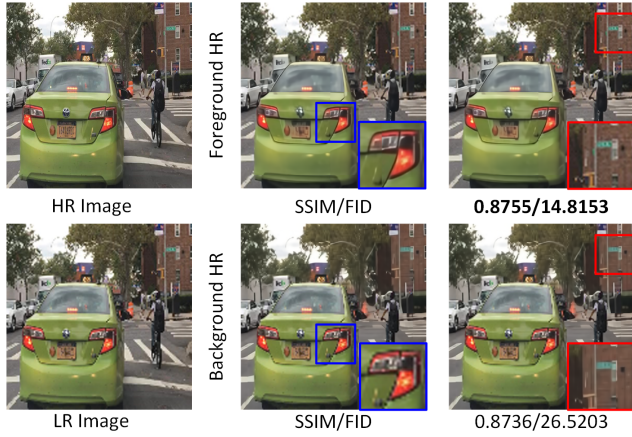 Foreground HR
HR Image
SSIM/FID
0.8755/14.8153
Background HR
LR Image
SSIM/FID
0.8736/26.5203